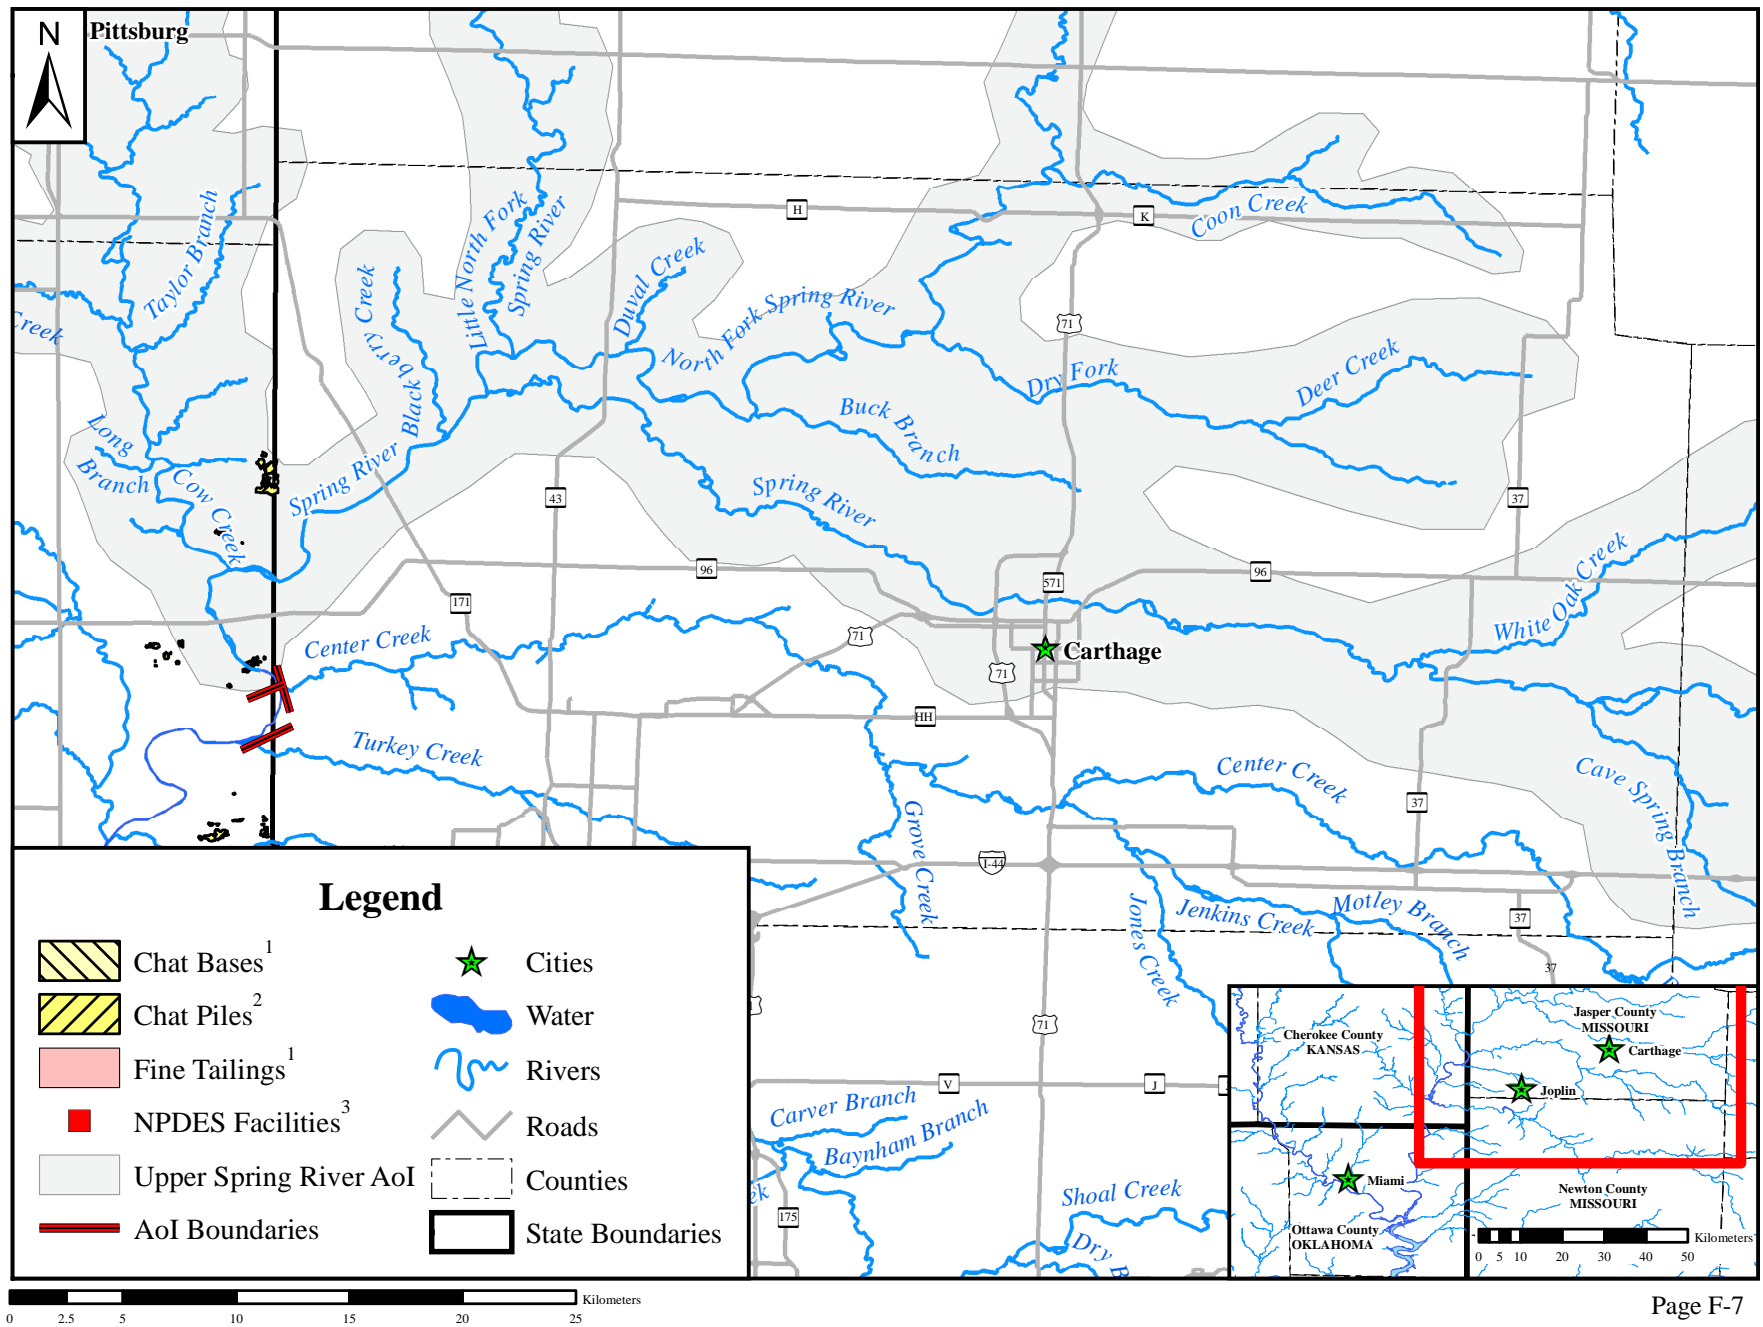 N
Pittsburg
Taylor Branch
Creek
Long
Branch
Cow Creek
Spring River
Blackberry Creek
Little North Fork
Spring River
Duval Creek
North Fork Spring River
H
K
Coon Creek
71
Dry Fork
Deer Creek
Buck Branch
Spring River
43
37
96
96
571
171
71
71
Carthage
White Oak Creek
Center Creek
HH
Turkey Creek
Center Creek
37
Cave Spring Branch
Grove Creek
I-44
Jones Creek
Jenkins Creek
Motley Branch
37
37
71
V
J
Carver Branch
Baynham Branch
Shoal Creek
Dry B
ek
175
Legend
Chat Bases1
Chat Piles2
Fine Tailings1
NPDES Facilities3
Upper Spring River AoI
AoI Boundaries
Cities
Water
Rivers
Roads
Counties
State Boundaries
Cherokee County
KANSAS
Jasper County
MISSOURI
Carthage
Joplin
Miami
Newton County
MISSOURI
Ottawa County
OKLAHOMA
Kilometers
0 5 10 20 30 40 50
Kilometers
0 2.5 5 10 15 20 25
Page F-7